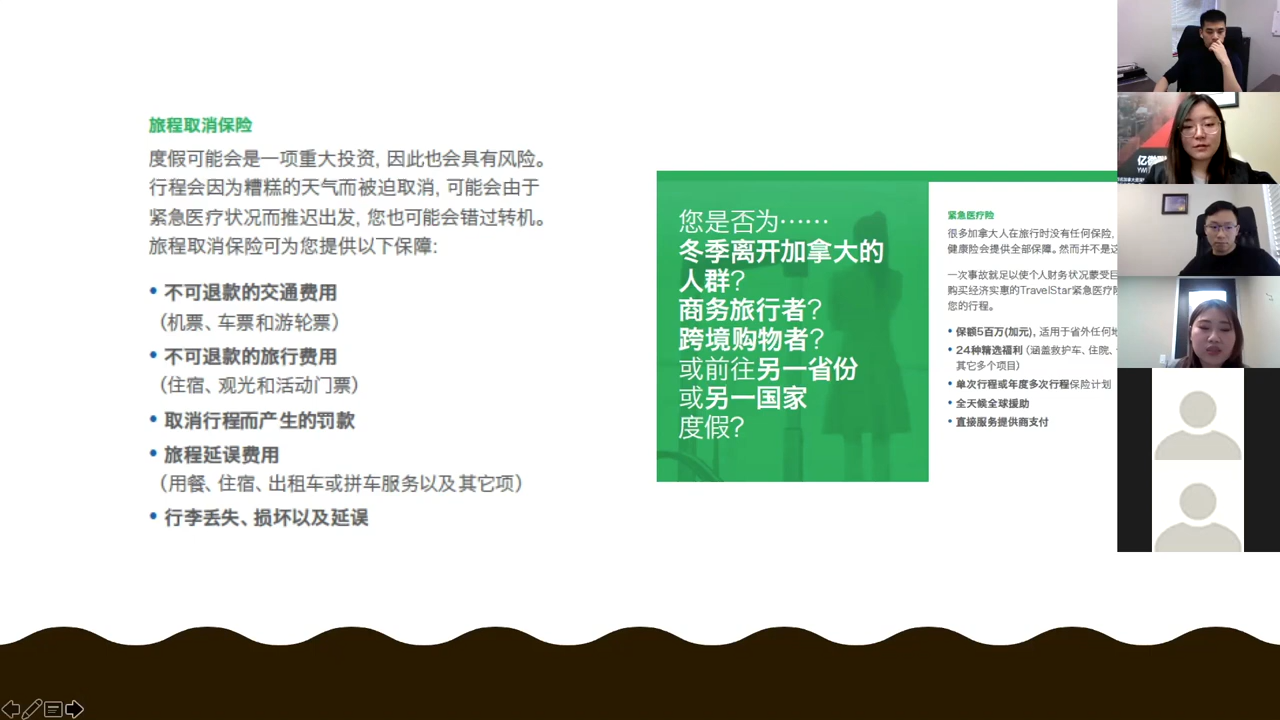 旅程取消保险
度假可能会是一项重大投资, 因此也会具有风险。
行程会因为糟糕的天气而被迫取消, 可能会由于
紧急医疗状况而推迟出发, 您也可能会错过转机。
旅程取消保险可为您提供以下保障:
• 不可退款的交通费用
（机票、车票和游轮票）
• 不可退款的旅行费用
（住宿、观光和活动门票）
• 取消行程而产生的罚款
• 旅程延误费用
（用餐、住宿、出租车或拼车服务以及其它项）
• 行李丢失、损坏以及延误
您是否为······
冬季离开加拿大的
人群?
商务旅行者?
跨境购物者?
或前往另一省份
或另一国家
度假?
紧急医疗险
很多加拿大人在旅行时没有任何保险,
健康险会提供全部保障。然而并不是这
一次事故就足以使个人财务状况蒙受巨
购买经济实惠的TravelStar紧急医疗险
您的行程。
• 保额5百万(加元), 适用于省外任何地
• 24种精选福利 (涵盖救护车、住院、
其它多个项目)
• 单次行程或年度多次行程保险计划
• 全天候全球援助
• 直接服务提供商支付
亿微